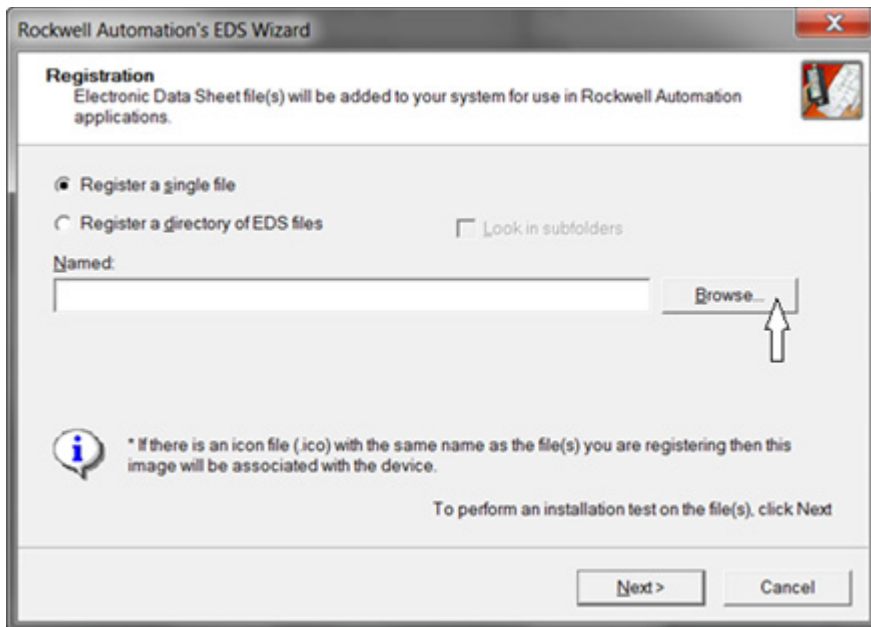 Rockwell Automation's EDS Wizard
Registration
Electronic Data Sheet file(s) will be added to your system for use in Rockwell Automation
applications.
Register a single file
Register a directory of EDS files
Look in subfolders
Named:
Browse...
* If there is an icon file (.ico) with the same name as the file(s) you are registering then this
image will be associated with the device.
To perform an installation test on the file(s), click Next
Next >
Cancel